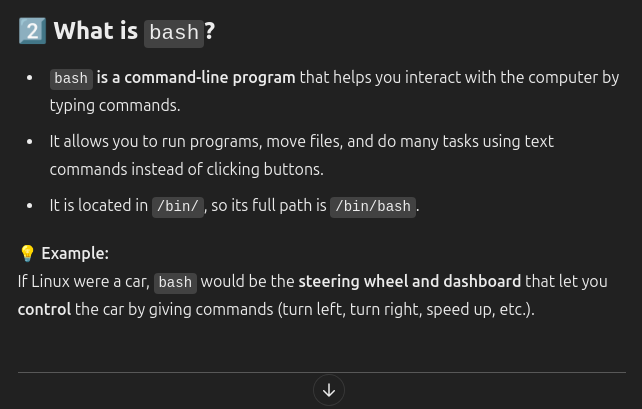 2️⃣ What is bash?
• bash is a command-line program that helps you interact with the computer by
typing commands.
• It allows you to run programs, move files, and do many tasks using text
commands instead of clicking buttons.
• It is located in /bin/, so its full path is /bin/bash.
💡 Example:
If Linux were a car, bash would be the steering wheel and dashboard that let you
control the car by giving commands (turn left, turn right, speed up, etc.).